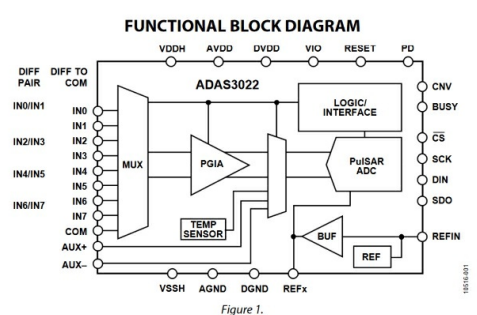 FUNCTIONAL BLOCK DIAGRAM
VDDH AVDD DVDD VIO RESET PD
DIFF PAIR
DIFF TO COM
ADAS3022
CNV
LOGIC/
INTERFACE
BUSY
IN0/IN1
IN0
IN1
CS
IN2/IN3
IN2
IN3
MUX
PGIA
PulSAR
ADC
SCK
IN4/IN5
IN4
DIN
IN5
IN6/IN7
IN6
SDO
IN7
TEMP
SENSOR
COM
BUF
REFIN
AUX+
REF
AUX–
VSSH AGND DGND REFx
10516-001
Figure 1.